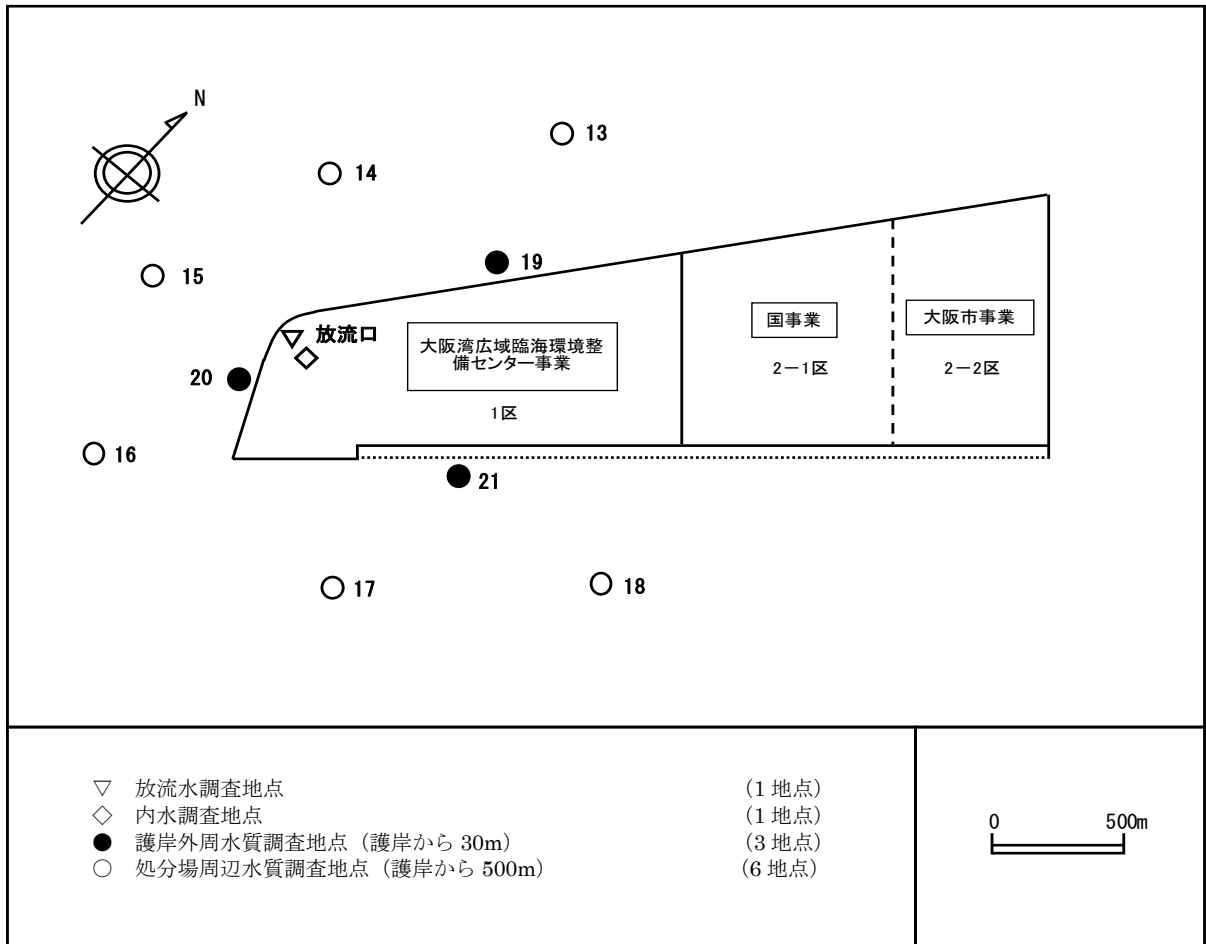 N
13
14
15
19
放流口
国事業
大阪市事業
大阪湾広域臨海環境整
備センター事業
20
2-1区
2-2区
1区
16
21
17
18
▽ 放流水調査地点 (1 地点)
◇ 内水調査地点 (1 地点)
● 護岸外周水質調査地点(護岸から 30m) (3 地点)
○ 処分場周辺水質調査地点(護岸から 500m) (6 地点)
0 500m